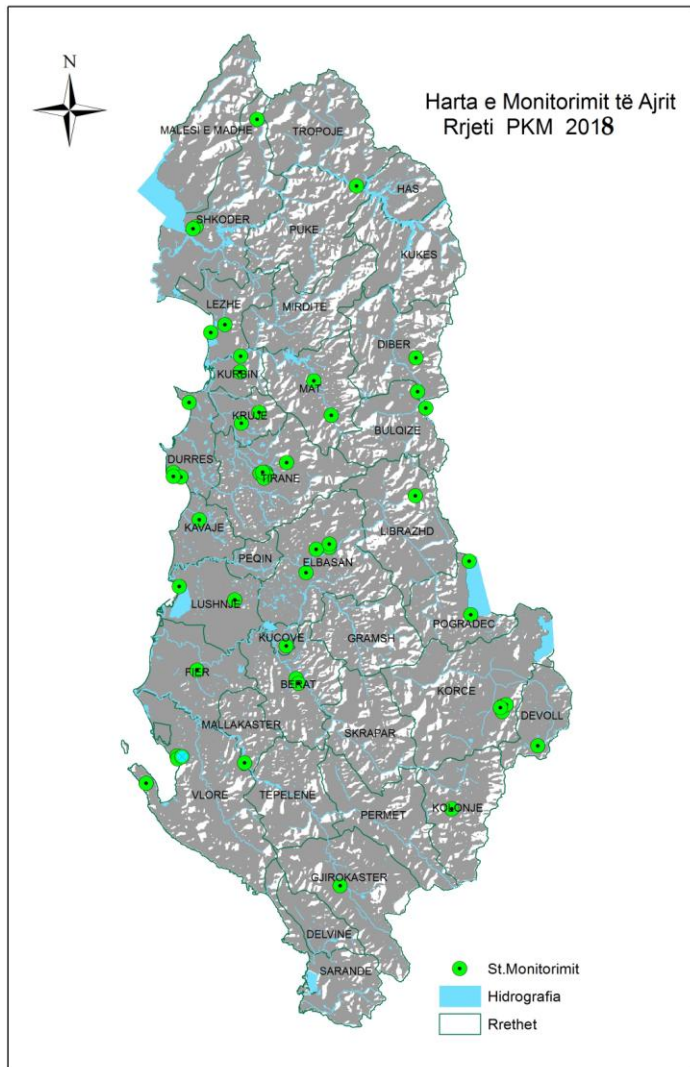 N
Harta e Monitorimit të Ajrit
Rrjeti PKM 2018
MALESI E MADHE
TROPOJE
HAS
SHKODER
PUKE
KUKES
LEZHE
MIRDITE
DIBER
KURBIN
MAT
KRUJE
BULQIZE
DURRES
TIRANE
KAVAJE
LIBRAZHD
PEQIN
ELBASAN
LUSHNJE
POGRADEC
KUCOVE
GRAMSH
FIER
BERAT
KORCE
DEVOLL
MALLAKASTER
SKRAPAR
VLORE
TEPELENE
PERMET
KOLONJE
GJIROKASTER
DELVINE
SARANDE
St.Monitorimit
Hidrografia
Rrethet